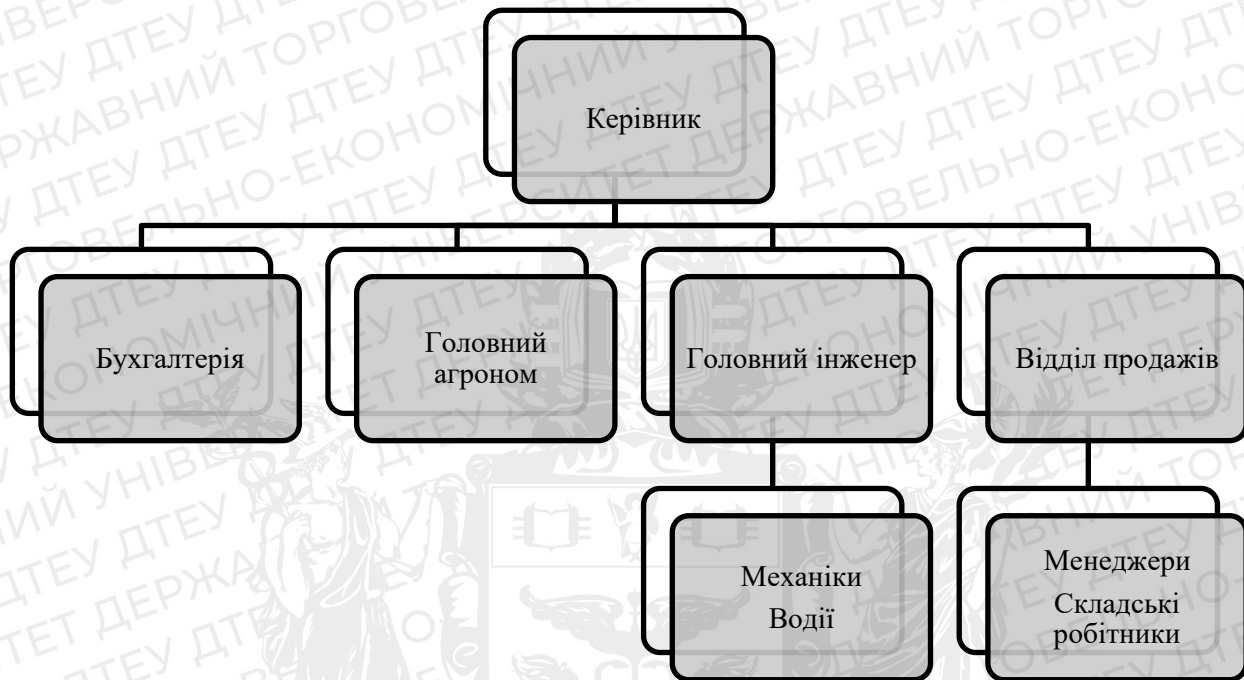 Керівник
Бухгалтерія
Головний
агроном
Головний інженер
Відділ продажів
Механіки
Водії
Менеджери
Складські
робітники